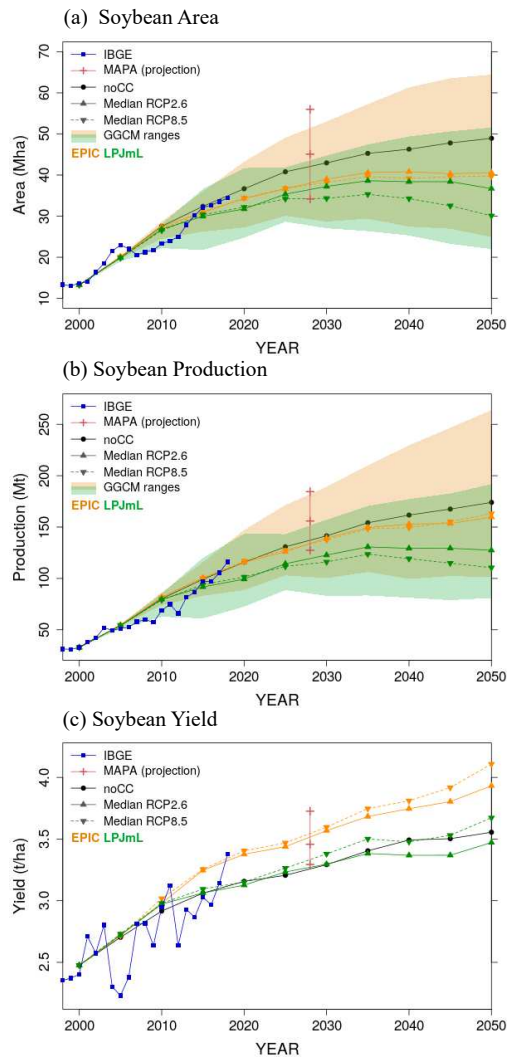 (a) Soybean Area
Area (Mha)
70
60
50
40
30
20
10
IBGE
MAPA (projection)
noCC
Median RCP2.6
Median RCP8.5
GGCM ranges
EPIC LPJmL
2000 2010 2020 2030 2040 2050
YEAR
(b) Soybean Production
Production (Mt)
250
200
150
100
50
IBGE
MAPA (projection)
noCC
Median RCP2.6
Median RCP8.5
GGCM ranges
EPIC LPJmL
2000 2010 2020 2030 2040 2050
YEAR
(c) Soybean Yield
Yield (t/ha)
4.0
3.5
3.0
2.5
IBGE
MAPA (projection)
noCC
Median RCP2.6
Median RCP8.5
EPIC LPJmL
2000 2010 2020 2030 2040 2050
YEAR